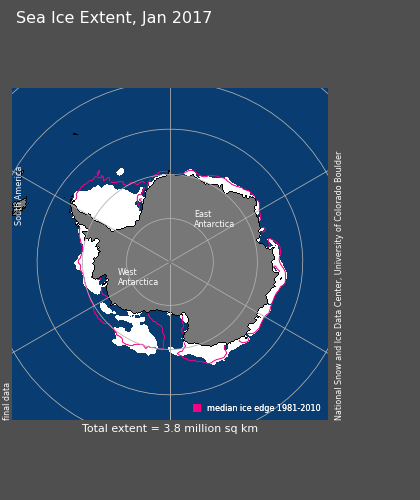 Sea Ice Extent, Jan 2017
South America
East
Antarctica
West
Antarctica
National Snow and Ice Data Center, University of Colorado Boulder
final data
median ice edge 1981-2010
Total extent = 3.8 million sq km